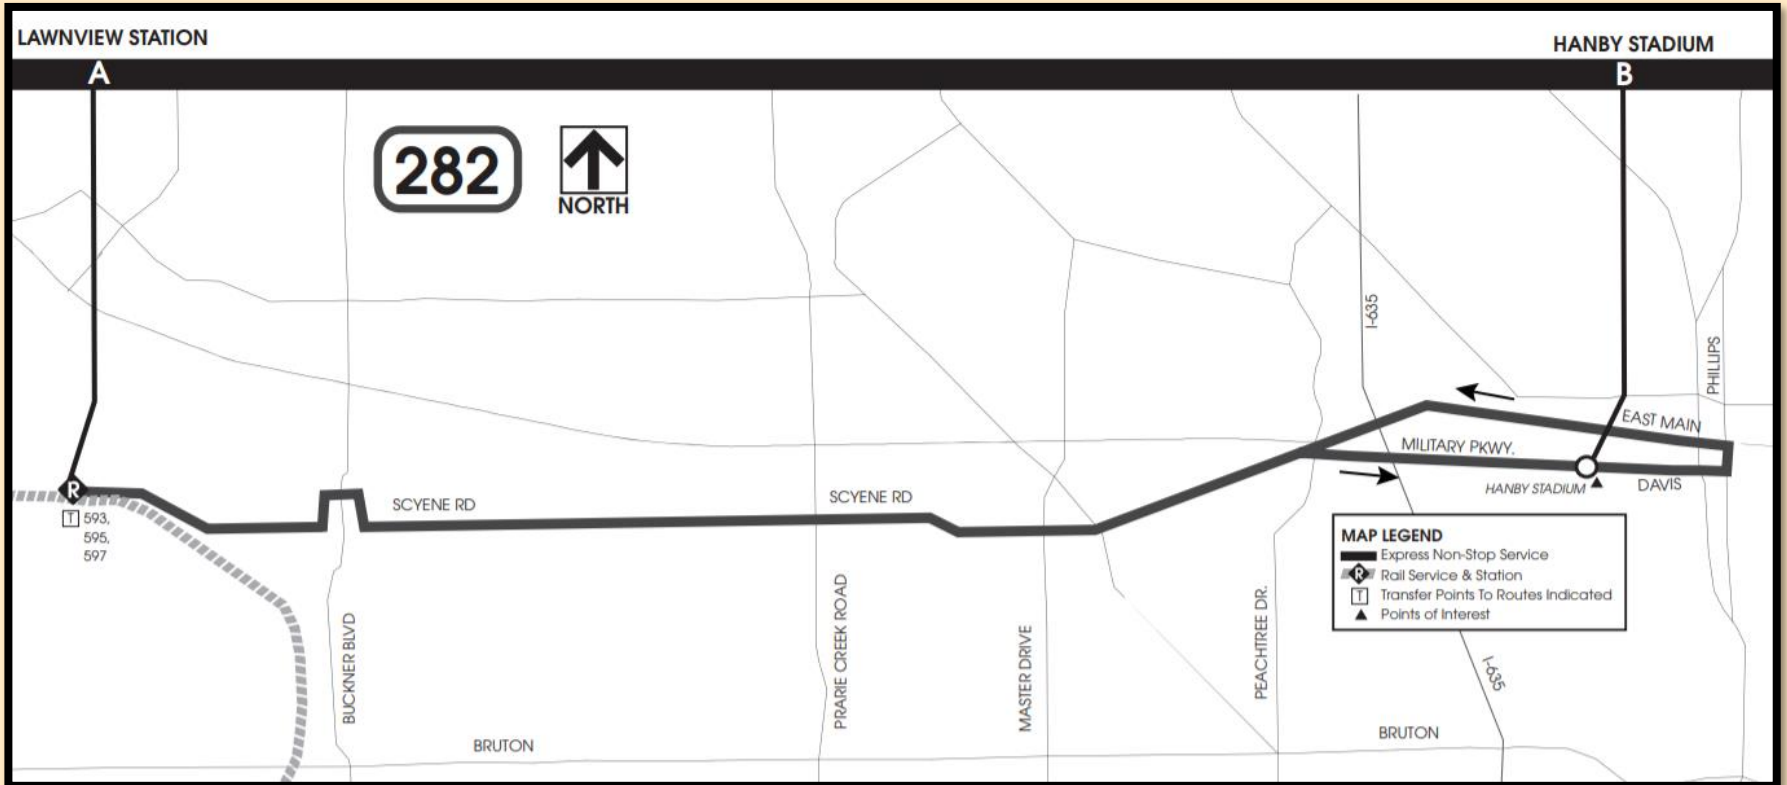 LAWNVIEW STATION
HANBY STADIUM
A
B
282
NORTH
I-635
PHILLIPS
EAST MAIN
MILITARY PKWY.
R
SCYENE RD
SCYENE RD
HANBY STADIUM
DAVIS
T 593,
595,
597
MAP LEGEND
Express Non-Stop Service
R Rail Service & Station
T Transfer Points To Routes Indicated
Points of Interest
BUCKNER BLVD
PRARIE CREEK ROAD
MASTER DRIVE
PEACHTREE DR.
I-635
BRUTON
BRUTON